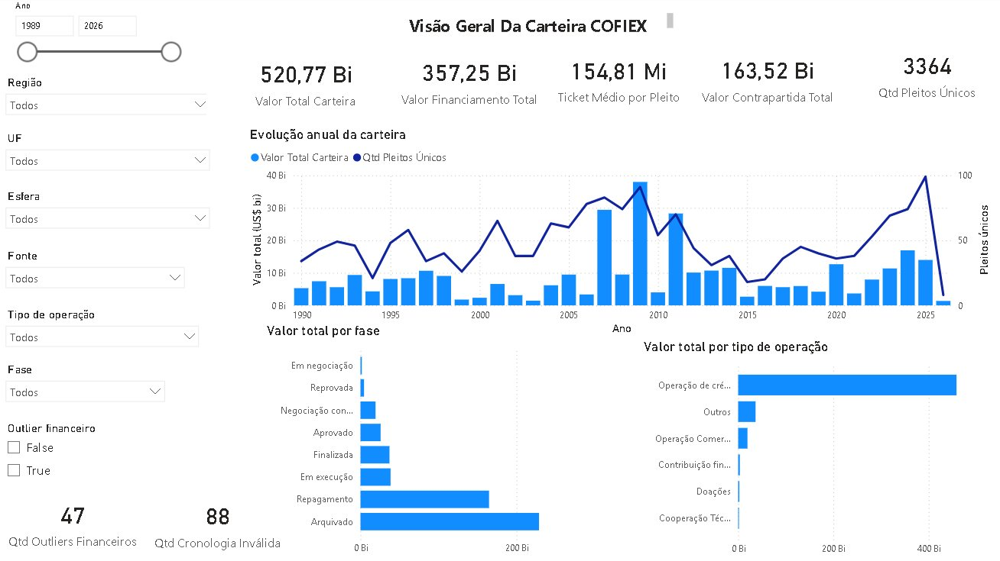 Ano
1989
2026
Região
Todos
UF
Todos
Esfera
Todos
Fonte
Todos
Tipo de operação
Todos
Fase
Todos
Outlier financeiro
False
True
47
Qtd Outliers Financeiros
88
Qtd Cronologia Inválida
Visão Geral Da Carteira COFIEX
520,77 Bi
Valor Total Carteira
357,25 Bi
Valor Financiamento Total
154,81 Mi
Ticket Médio por Pleito
163,52 Bi
Valor Contrapartida Total
3364
Qtd Pleitos Únicos
Evolução anual da carteira
Valor Total Carteira Qtd Pleitos Únicos
Valor total (US$ bi)
40 Bi
30 Bi
20 Bi
10 Bi
0 Bi
100
50
0
Pleitos únicos
1990 1995 2000 2005 2010 2015 2020 2025
Ano
Valor total por fase
Em negociação
Reprovada
Negociação con...
Aprovado
Finalizada
Em execução
Repagamento
Arquivado
0 Bi 200 Bi
Valor total por tipo de operação
Operação de cré...
Outros
Operação Comer...
Contribuição fin...
Doações
Cooperação Téc...
0 Bi 200 Bi 400 Bi